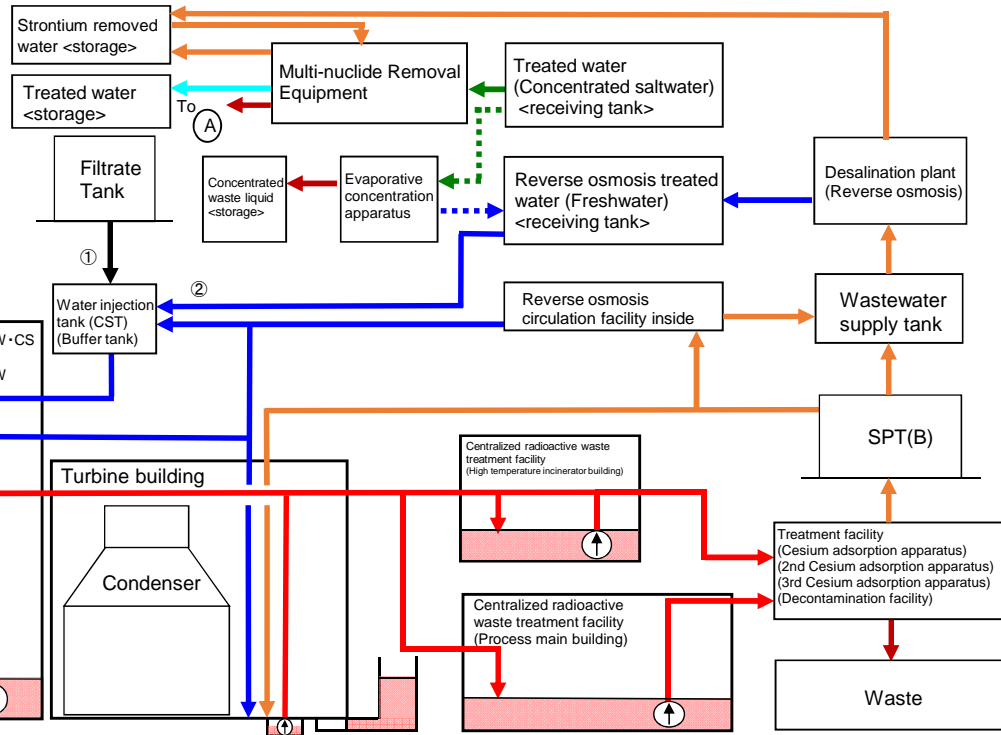 Strontium removed
water <storage>
Treated water
<storage>
Multi-nuclide Removal
Equipment
To
A
Treated water
(Concentrated saltwater)
<receiving tank>
Filtrate
Tank
Concentrated
waste liquid
<storage>
Evaporative
concentration
apparatus
Reverse osmosis treated
water (Freshwater)
<receiving tank>
Desalination plant
(Reverse osmosis)
①
②
Water injection
tank (CST)
(Buffer tank)
Reverse osmosis
circulation facility inside
Wastewater
supply tank
W・CS
W
SPT(B)
Turbine building
Condenser
Centralized radioactive waste
treatment facility
(High temperature incinerator building)
Centralized radioactive
waste treatment facility
(Process main building)
Treatment facility
(Cesium adsorption apparatus)
(2nd Cesium adsorption apparatus)
(3rd Cesium adsorption apparatus)
(Decontamination facility)
Waste